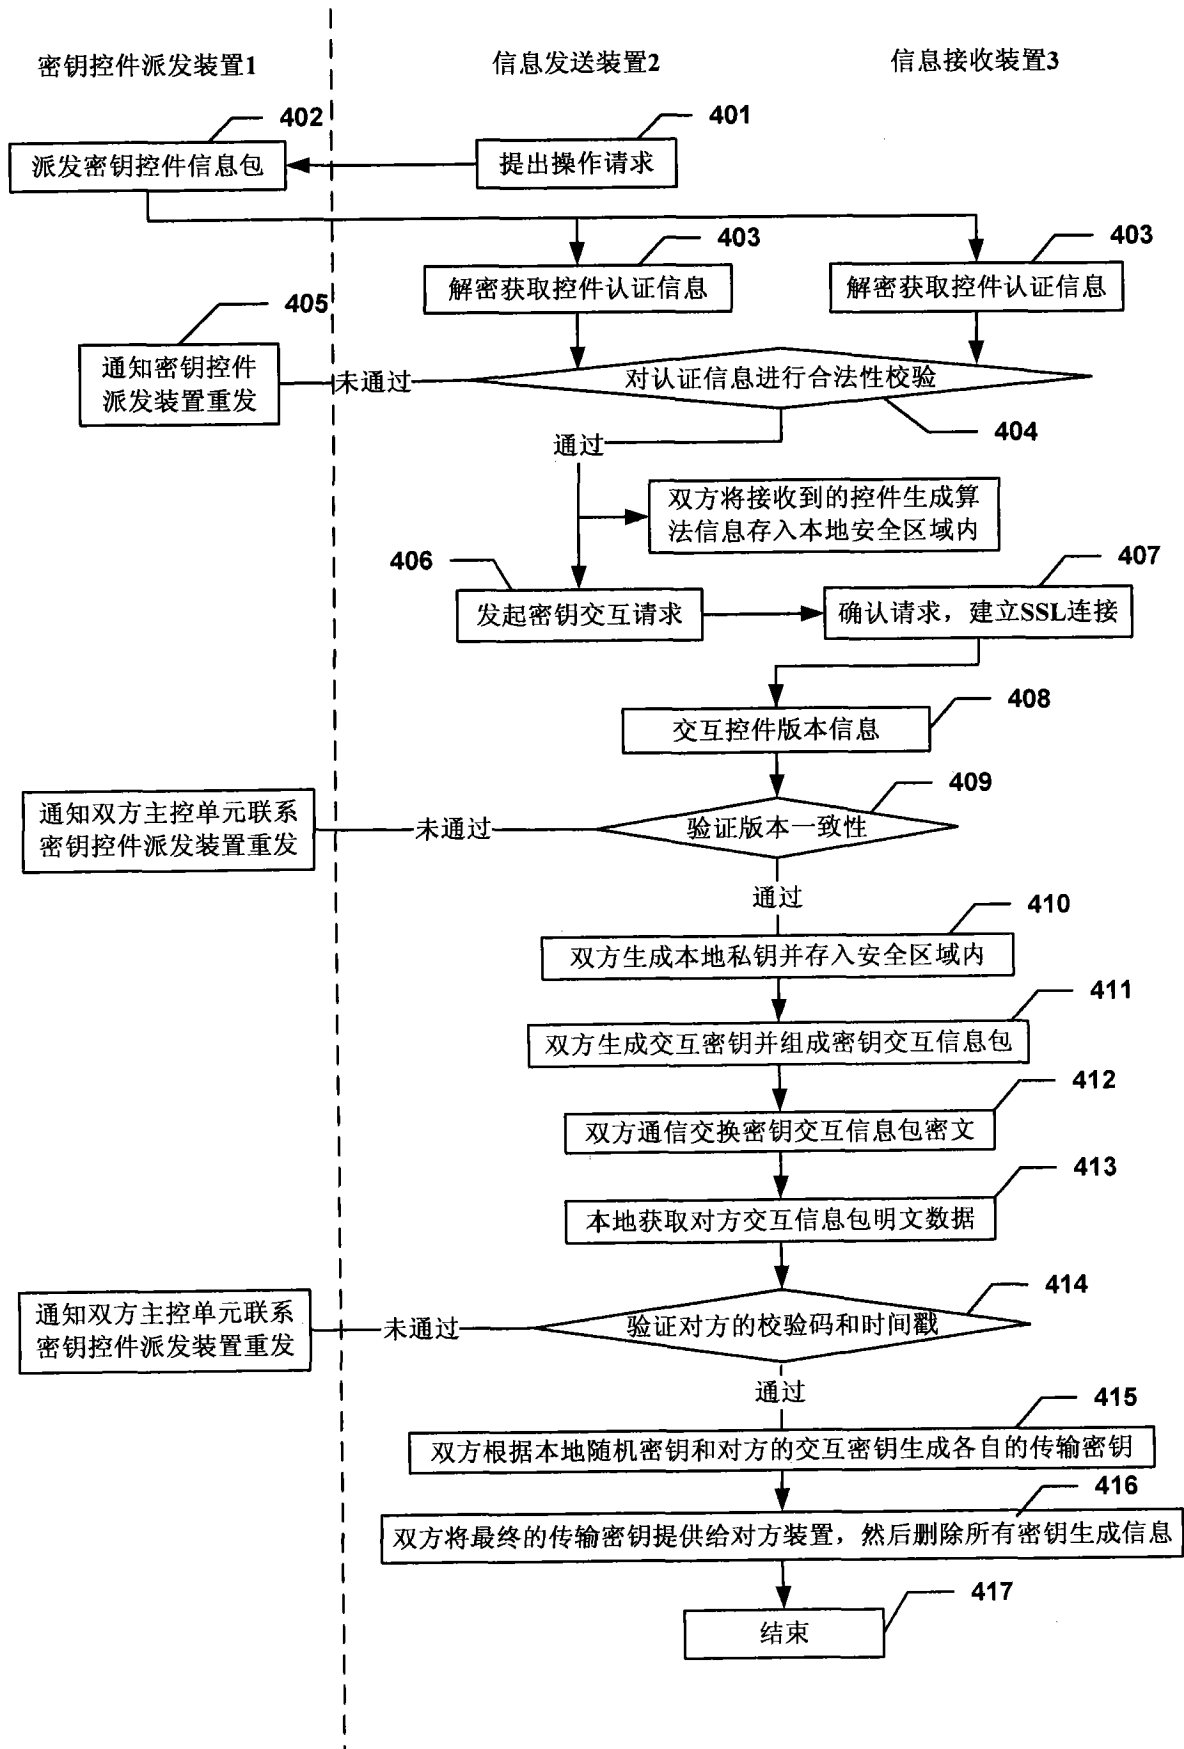 密钥控件派发装置1
信息发送装置2
信息接收装置3
402
401
派发密钥控件信息包
提出操作请求
403
403
解密获取控件认证信息
解密获取控件认证信息
405
通知密钥控件
派发装置重发
未通过
对认证信息进行合法性校验
404
通过
双方将接收到的控件生成算
法信息存入本地安全区域内
406
407
发起密钥交互请求
确认请求，建立SSL连接
408
交互控件版本信息
409
通知双方主控单元联系
密钥控件派发装置重发
未通过
验证版本一致性
通过
410
双方生成本地私钥并存入安全区域内
411
双方生成交互密钥并组成密钥交互信息包
412
双方通信交换密钥交互信息包密文
413
本地获取对方交互信息包明文数据
414
通知双方主控单元联系
密钥控件派发装置重发
未通过
验证对方的校验码和时间戳
通过
415
双方根据本地随机密钥和对方的交互密钥生成各自的传输密钥
416
双方将最终的传输密钥提供给对方装置，然后删除所有密钥生成信息
417
结束